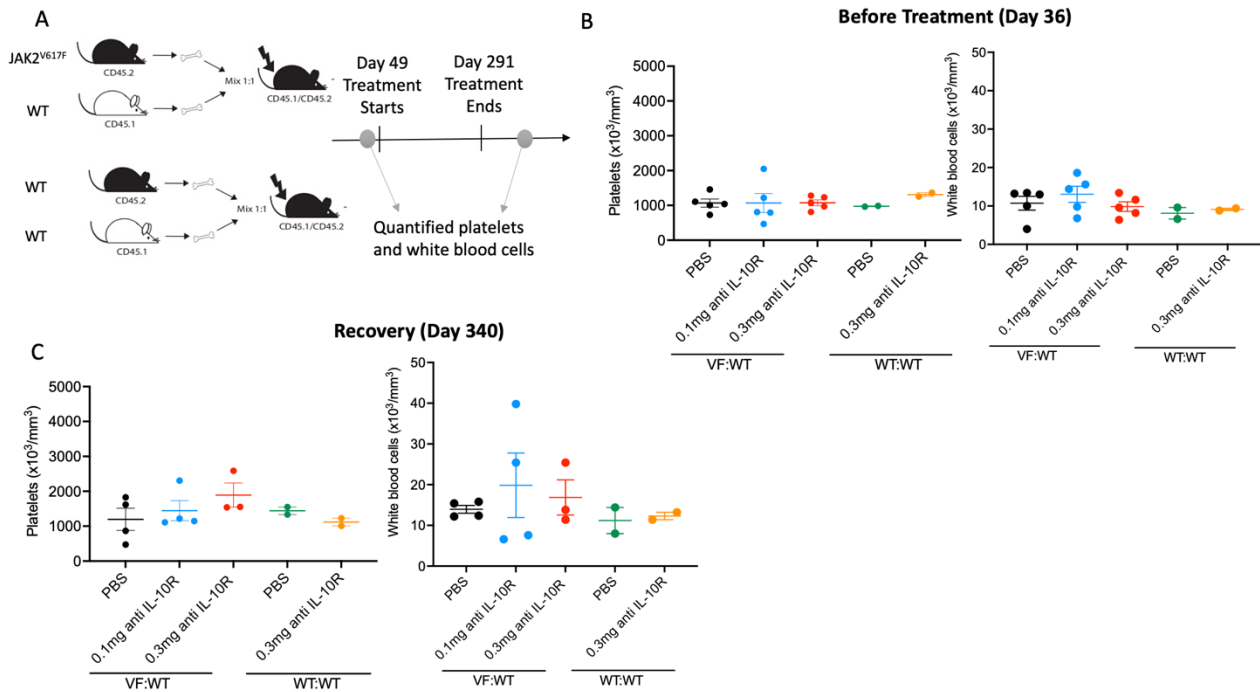 A
JAK2V617F
CD45.2
WT
CD45.1
Mix 1:1
CD45.1/CD45.2
WT
CD45.2
WT
CD45.1
Mix 1:1
CD45.1/CD45.2
Day 49
Treatment
Starts
Day 291
Treatment
Ends
Quantified platelets
and white blood cells
B
Before Treatment (Day 36)
Platelets (x10³/mm³)
5000
4000
3000
2000
1000
0
PBS
0.1mg anti IL-10R
0.3mg anti IL-10R
PBS
0.3mg anti IL-10R
VF:WT
WT:WT
White blood cells (x10³/mm³)
50
40
30
20
10
0
PBS
0.1mg anti IL-10R
0.3mg anti IL-10R
PBS
0.3mg anti IL-10R
VF:WT
WT:WT
C
Recovery (Day 340)
Platelets (x10³/mm³)
5000
4000
3000
2000
1000
0
PBS
0.1mg anti IL-10R
0.3mg anti IL-10R
PBS
0.3mg anti IL-10R
VF:WT
WT:WT
White blood cells (x10³/mm³)
50
40
30
20
10
0
PBS
0.1mg anti IL-10R
0.3mg anti IL-10R
PBS
0.3mg anti IL-10R
VF:WT
WT:WT